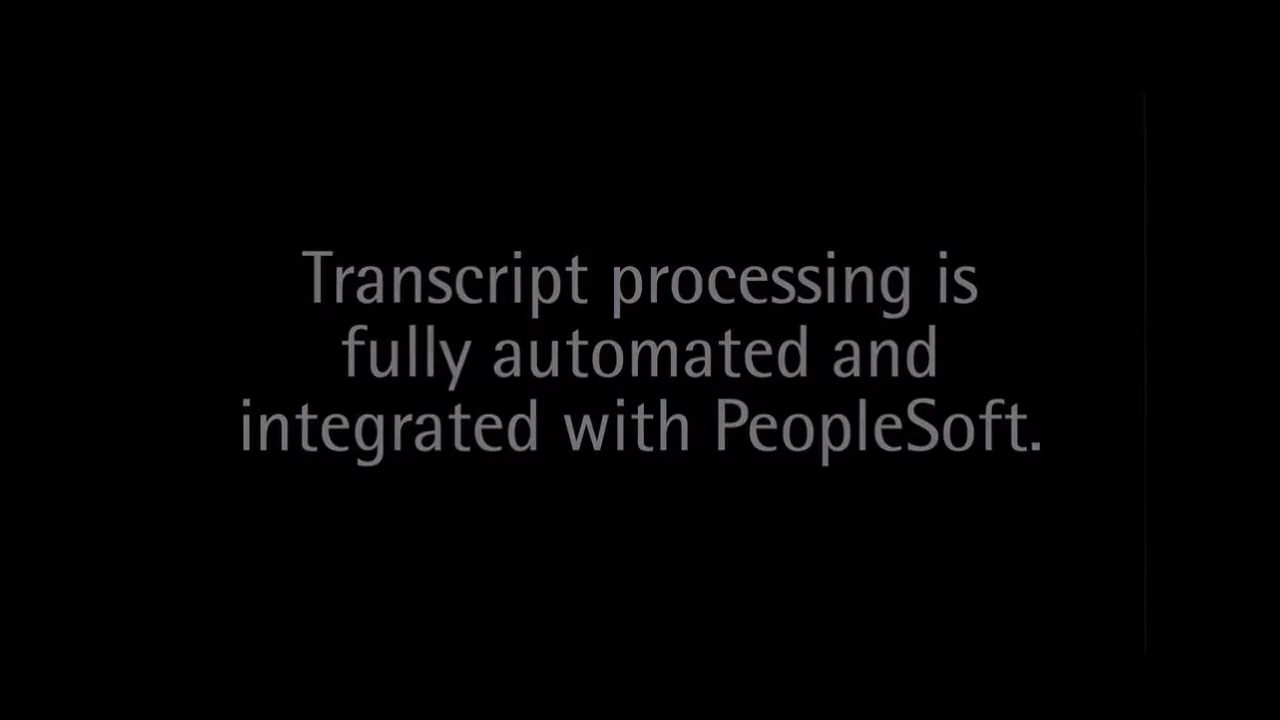 Transcript processing is
fully automated and
integrated with PeopleSoft.